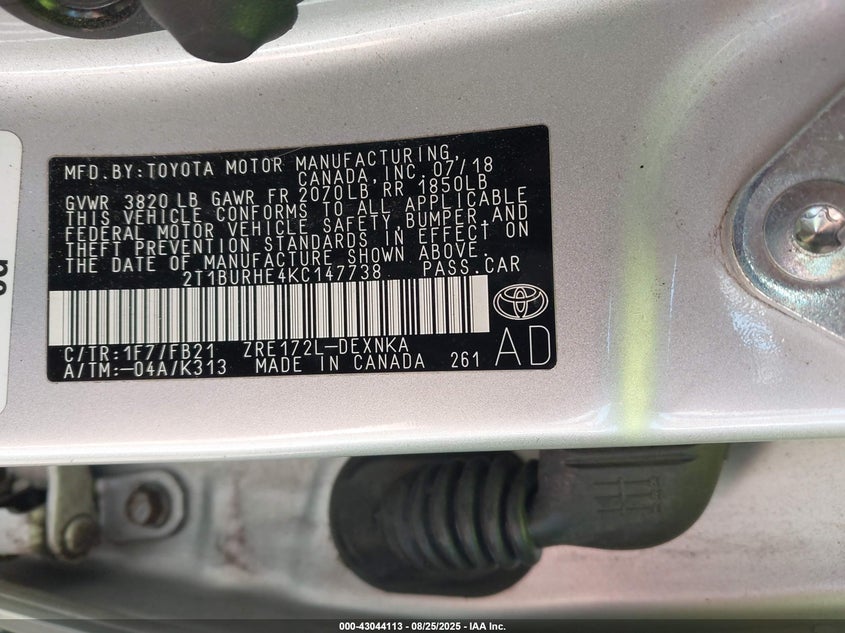 MFD.BY:TOYOTA MOTOR MANUFACTURING,
CANADA, INC. 07/18
GVWR 3820 LB GAWR FR 2070LB, RR 1850LB
THIS VEHICLE CONFORMS TO ALL APPLICABLE
FEDERAL MOTOR VEHICLE SAFETY, BUMPER, AND
THEFT PREVENTION STANDARDS IN EFFECT ON
THE DATE OF MANUFACTURE SHOWN ABOVE.
2T1BURHE4KC147738 PASS.CAR
C/TR:1F7/FB21 ZRE172L-DEXNKA
A/TM:-04A/K313 MADE IN CANADA 261
AD
000-43044113 - 08/25/2025 - IAA Inc.